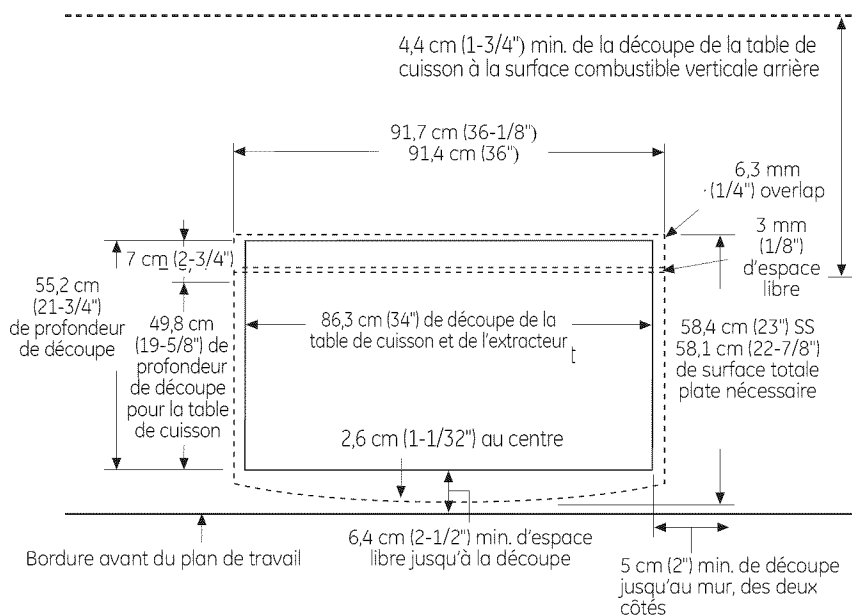 4,4 cm (1-3/4") min. de la découpe de la table de
cuisson à la surface combustible verticale arrière
91,7 cm (36-1/8")
91,4 cm (36")
6,3 mm
(1/4") overlap
3 mm
(1/8")
d'espace
libre
7 cm (2-3/4")
55,2 cm
(21-3/4")
de profondeur
de découpe
49,8 cm
(19-5/8") de
profondeur
de découpe
pour la table
de cuisson
86,3 cm (34") de découpe de la
table de cuisson et de l'extracteur
58,4 cm (23") SS
58,1 cm (22-7/8")
de surface totale
plate nécessaire
2,6 cm (1-1/32") au centre
Bordure avant du plan de travail
6,4 cm (2-1/2") min. d'espace
libre jusqu'à la découpe
5 cm (2") min. de découpe
jusqu'au mur, des deux
côtés